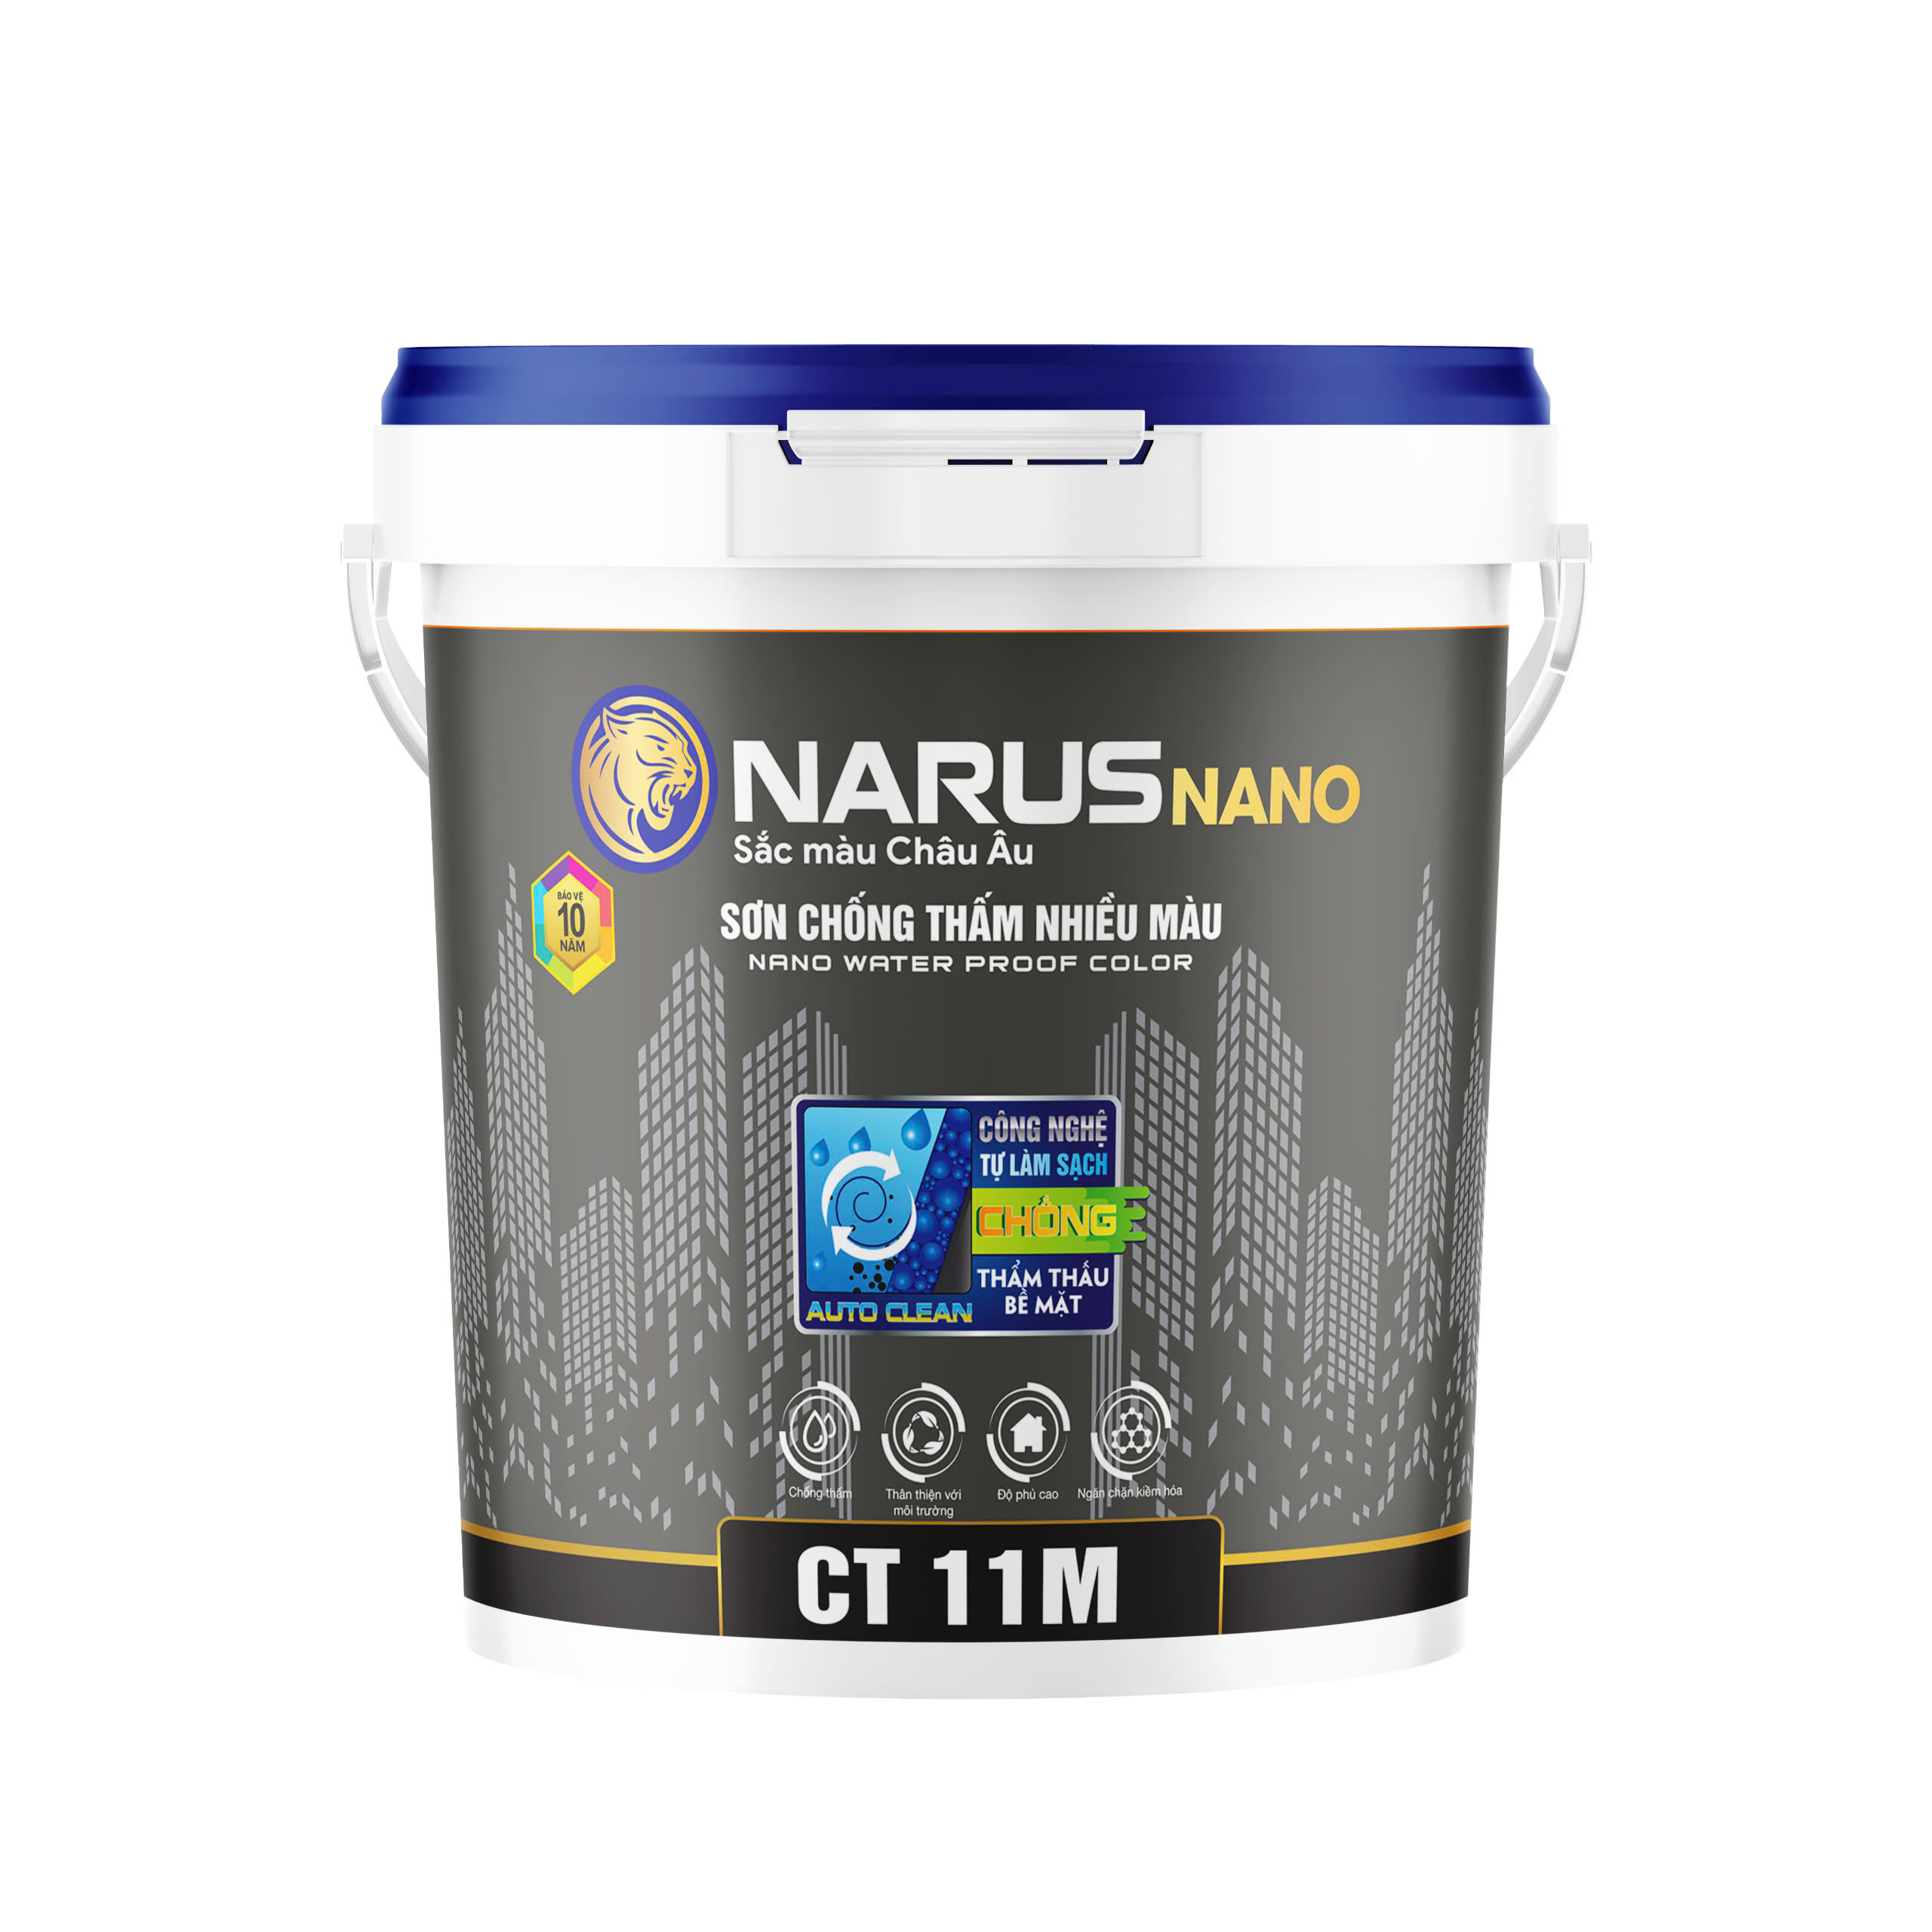 NARUS NANO
Sắc màu Châu Âu
BẢO VỆ
10
NĂM
SƠN CHỐNG THẤM NHIỀU MÀU
NANO WATER PROOF COLOR
CÔNG NGHỆ
TỰ LÀM SẠCH
CHỐNG
THẨM THẤU
BỀ MẶT
AUTO CLEAN
Chống thấm
Thân thiện với
môi trường
Độ phủ cao
Ngăn chặn kiềm hóa
CT 11M